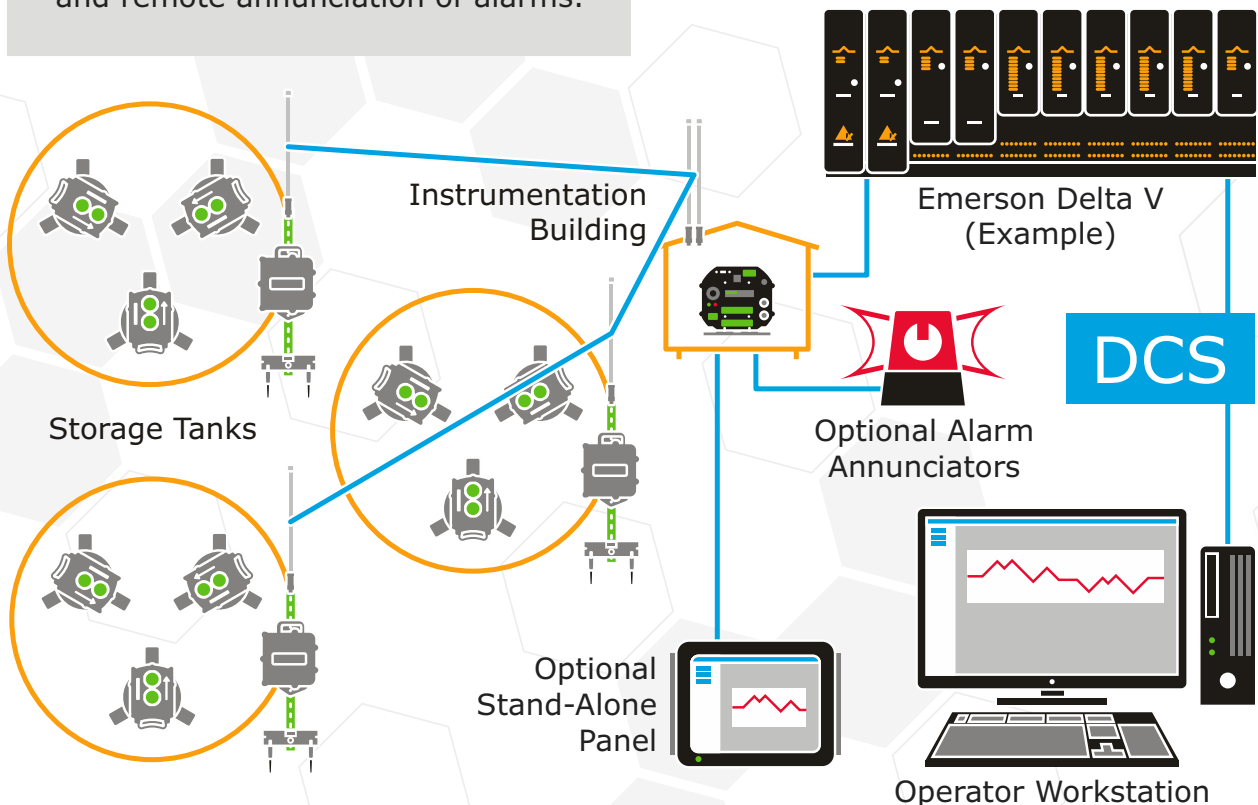 and remote annunciation of alarms.
Instrumentation
Building
Emerson Delta V
(Example)
DCS
Storage Tanks
Optional Alarm
Annunciators
Optional
Stand-Alone
Panel
Operator Workstation